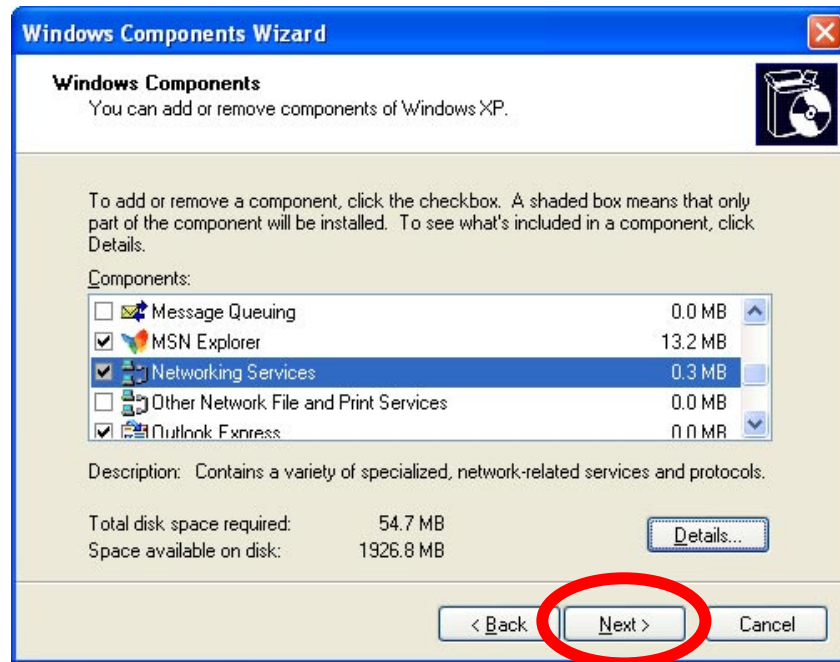 Windows Components Wizard
Windows Components
You can add or remove components of Windows XP.
To add or remove a component, click the checkbox. A shaded box means that only
part of the component will be installed. To see what's included in a component, click
Details.
Components:
Message Queuing 0.0 MB
MSN Explorer 13.2 MB
Networking Services 0.3 MB
Other Network File and Print Services 0.0 MB
Outlook Express 0.0 MB
Description: Contains a variety of specialized, network-related services and protocols.
Total disk space required: 54.7 MB
Space available on disk: 1926.8 MB
Details...
< Back Next > Cancel